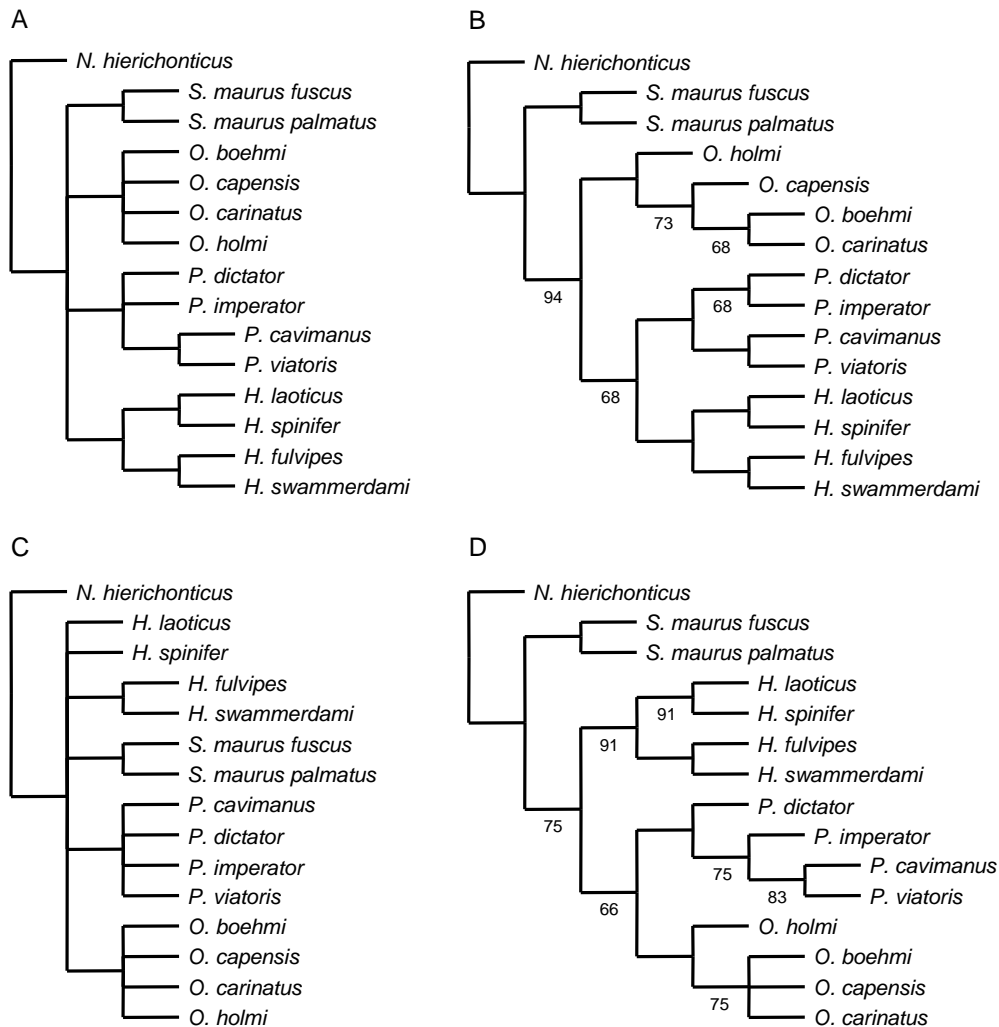 A
N. hierichonticus
S. maurus fuscus
S. maurus palmatus
O. boehmi
O. capensis
O. carinatus
O. holmi
P. dictator
P. imperator
P. cavimanus
P. viatoris
H. laoticus
H. spinifer
H. fulvipes
H. swammerdami
B
N. hierichonticus
S. maurus fuscus
S. maurus palmatus
O. holmi
O. capensis
73
O. boehmi
68
O. carinatus
94
P. dictator
68
P. imperator
P. cavimanus
P. viatoris
68
H. laoticus
H. spinifer
H. fulvipes
H. swammerdami
C
N. hierichonticus
H. laoticus
H. spinifer
H. fulvipes
H. swammerdami
S. maurus fuscus
S. maurus palmatus
P. cavimanus
P. dictator
P. imperator
P. viatoris
O. boehmi
O. capensis
O. carinatus
O. holmi
D
N. hierichonticus
S. maurus fuscus
S. maurus palmatus
H. laoticus
91
H. spinifer
91
H. fulvipes
H. swammerdami
75
P. dictator
P. imperator
75
P. cavimanus
83
P. viatoris
66
O. holmi
O. boehmi
O. capensis
75
O. carinatus